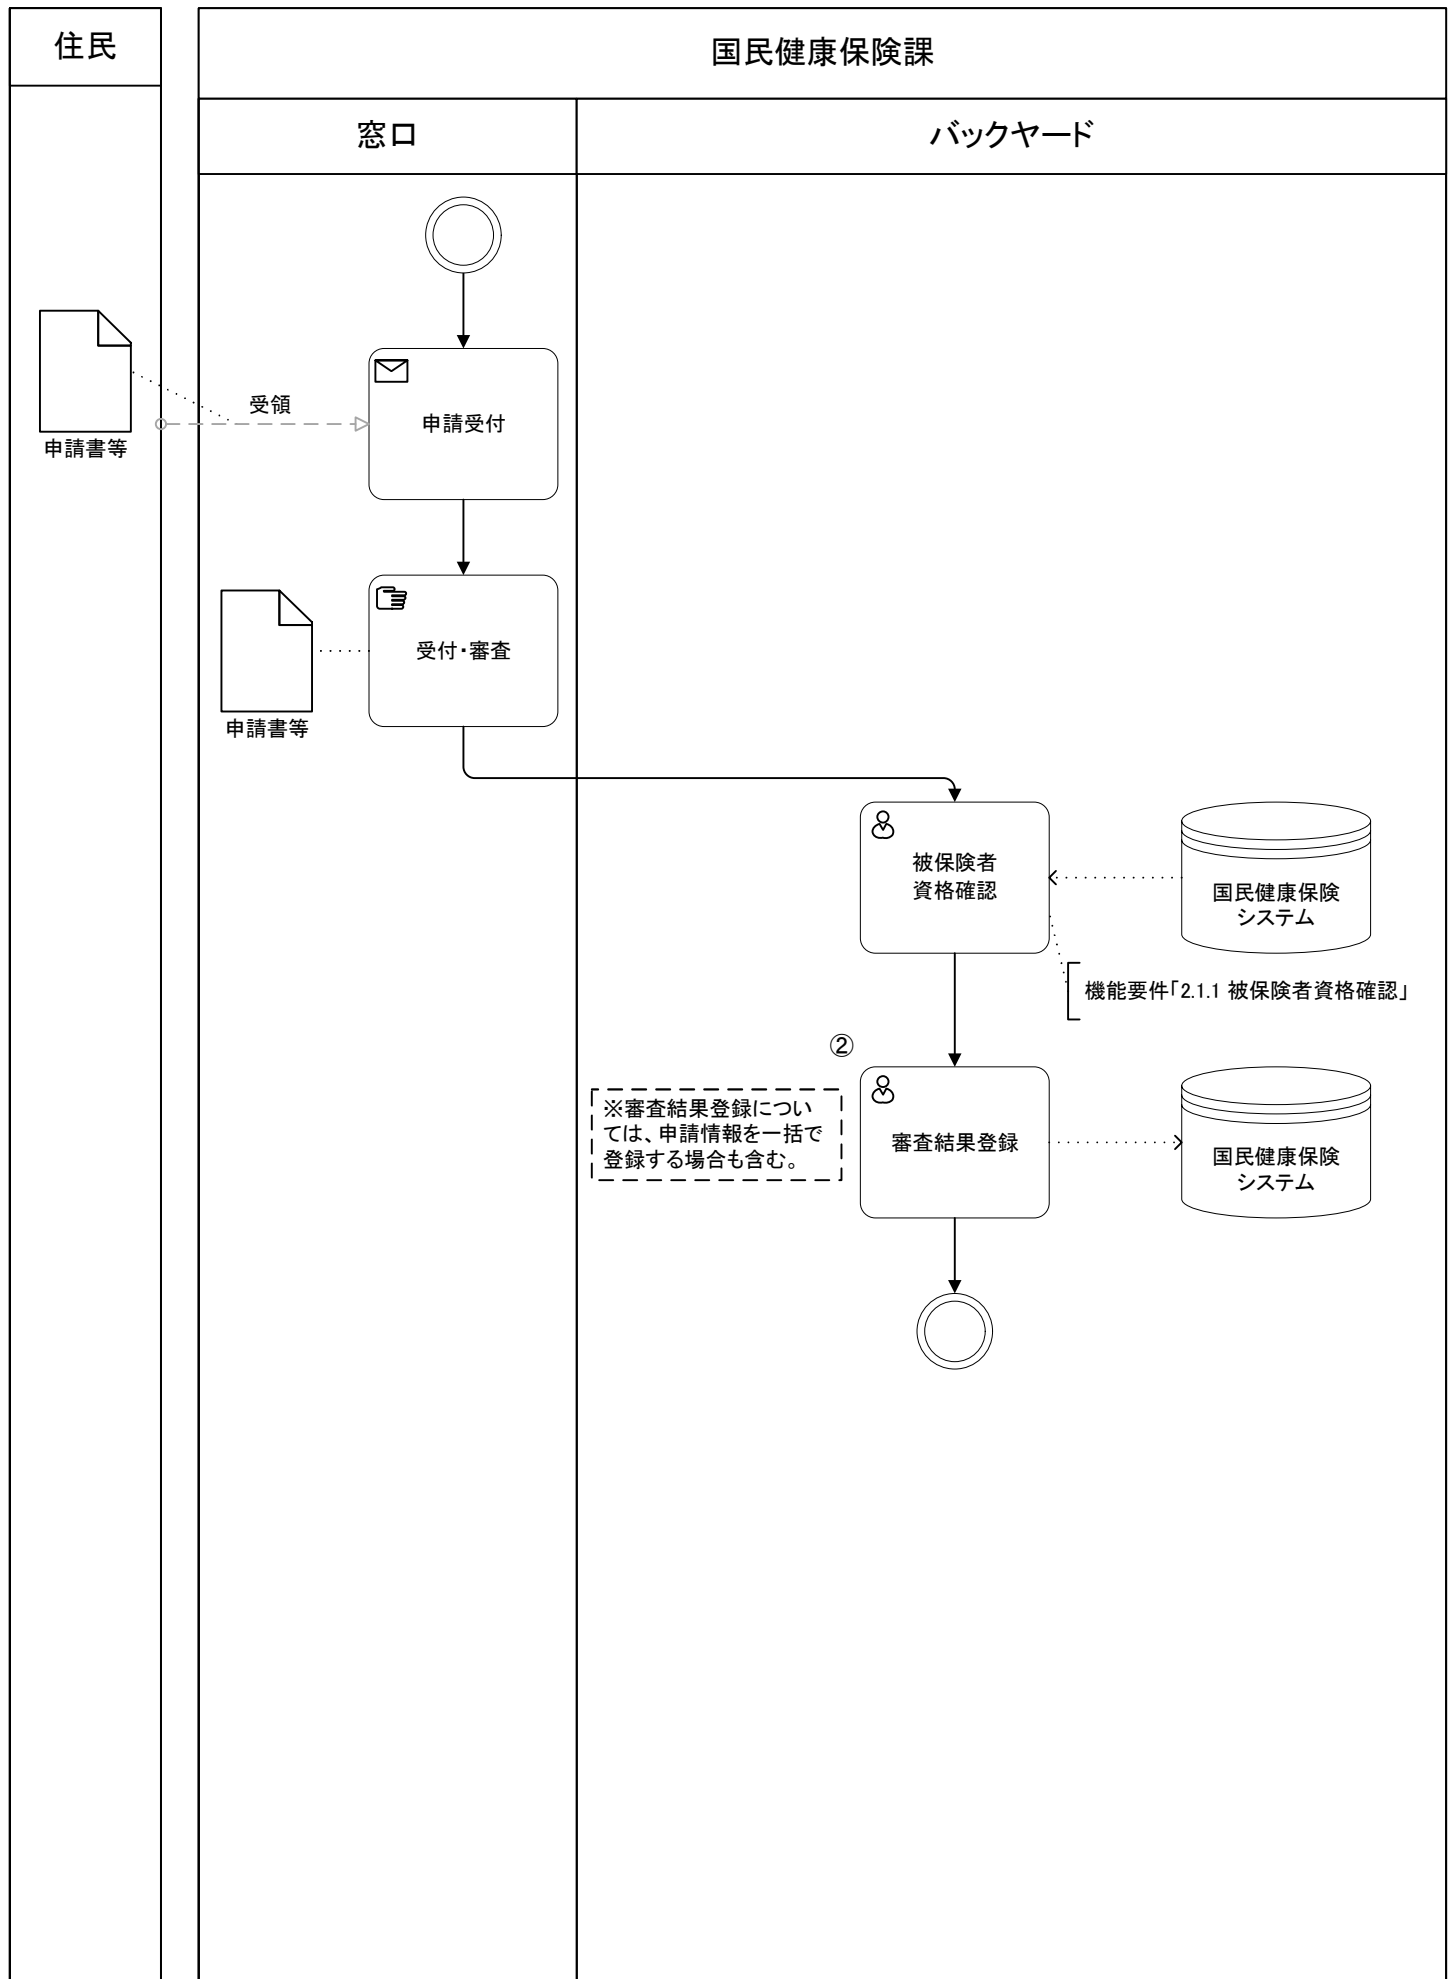 住民
国民健康保険課
窓口
バックヤード
申請書等
受領
申請受付
申請書等
受付・審査
被保険者
資格確認
国民健康保険
システム
機能要件「2.1.1 被保険者資格確認」
②
※審査結果登録につい
ては、申請情報を一括で
登録する場合も含む。
審査結果登録
国民健康保険
システム